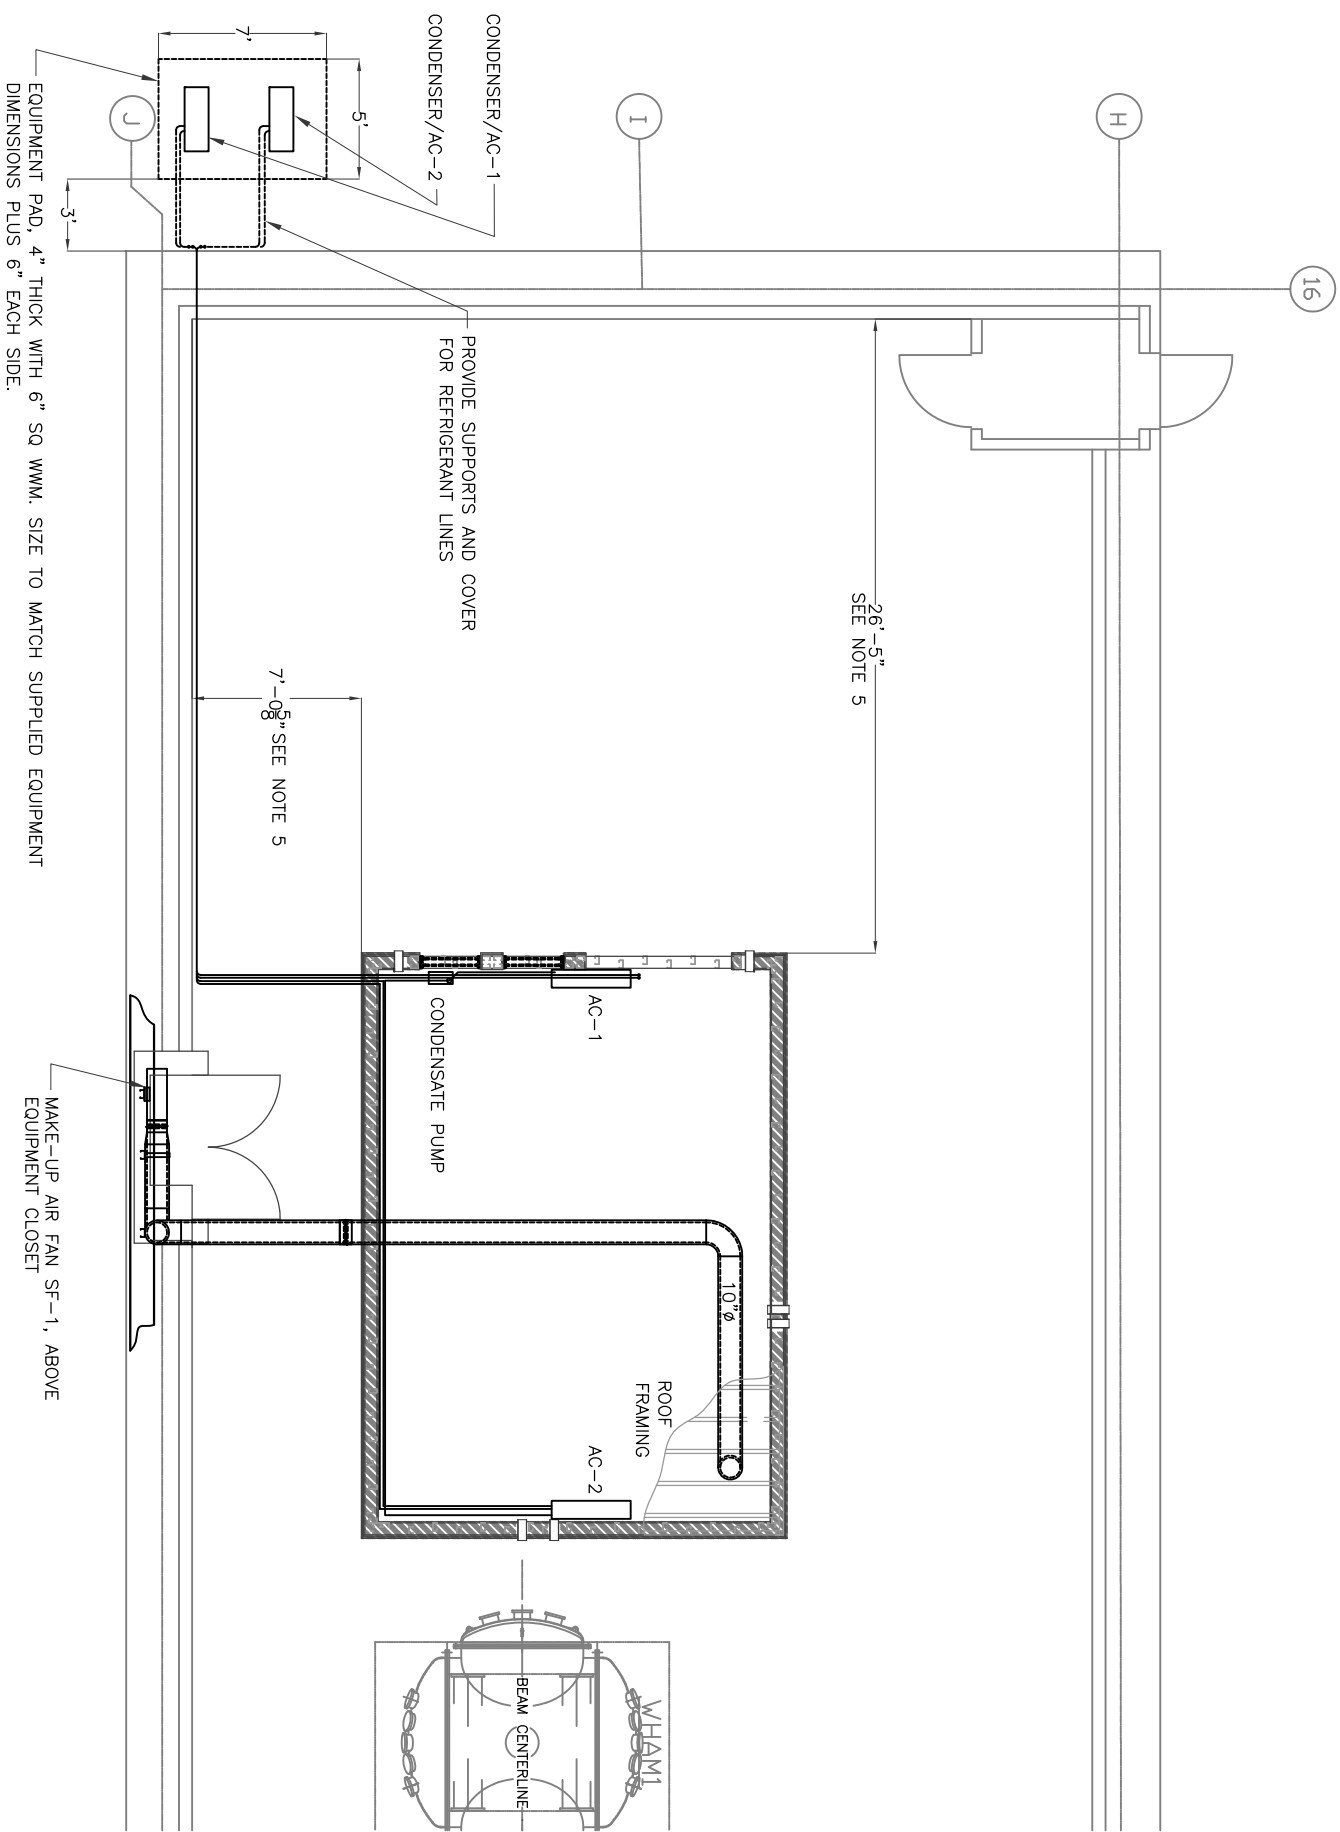 16
H
I
J
CONDENSER/AC-1
CONDENSER/AC-2
7'
5'
3'
EQUIPMENT PAD, 4" THICK WITH 6" SQ WWM. SIZE TO MATCH SUPPLIED EQUIPMENT
DIMENSIONS PLUS 6" EACH SIDE.
PROVIDE SUPPORTS AND COVER
FOR REFRIGERANT LINES
26'-5"
SEE NOTE 5
7'-0 5/8" SEE NOTE 5
AC-1
CONDENSATE PUMP
MAKE-UP AIR FAN SF-1, ABOVE
EQUIPMENT CLOSET
10"ø
ROOF
FRAMING
AC-2
WHAM1
BEAM CENTERLINE